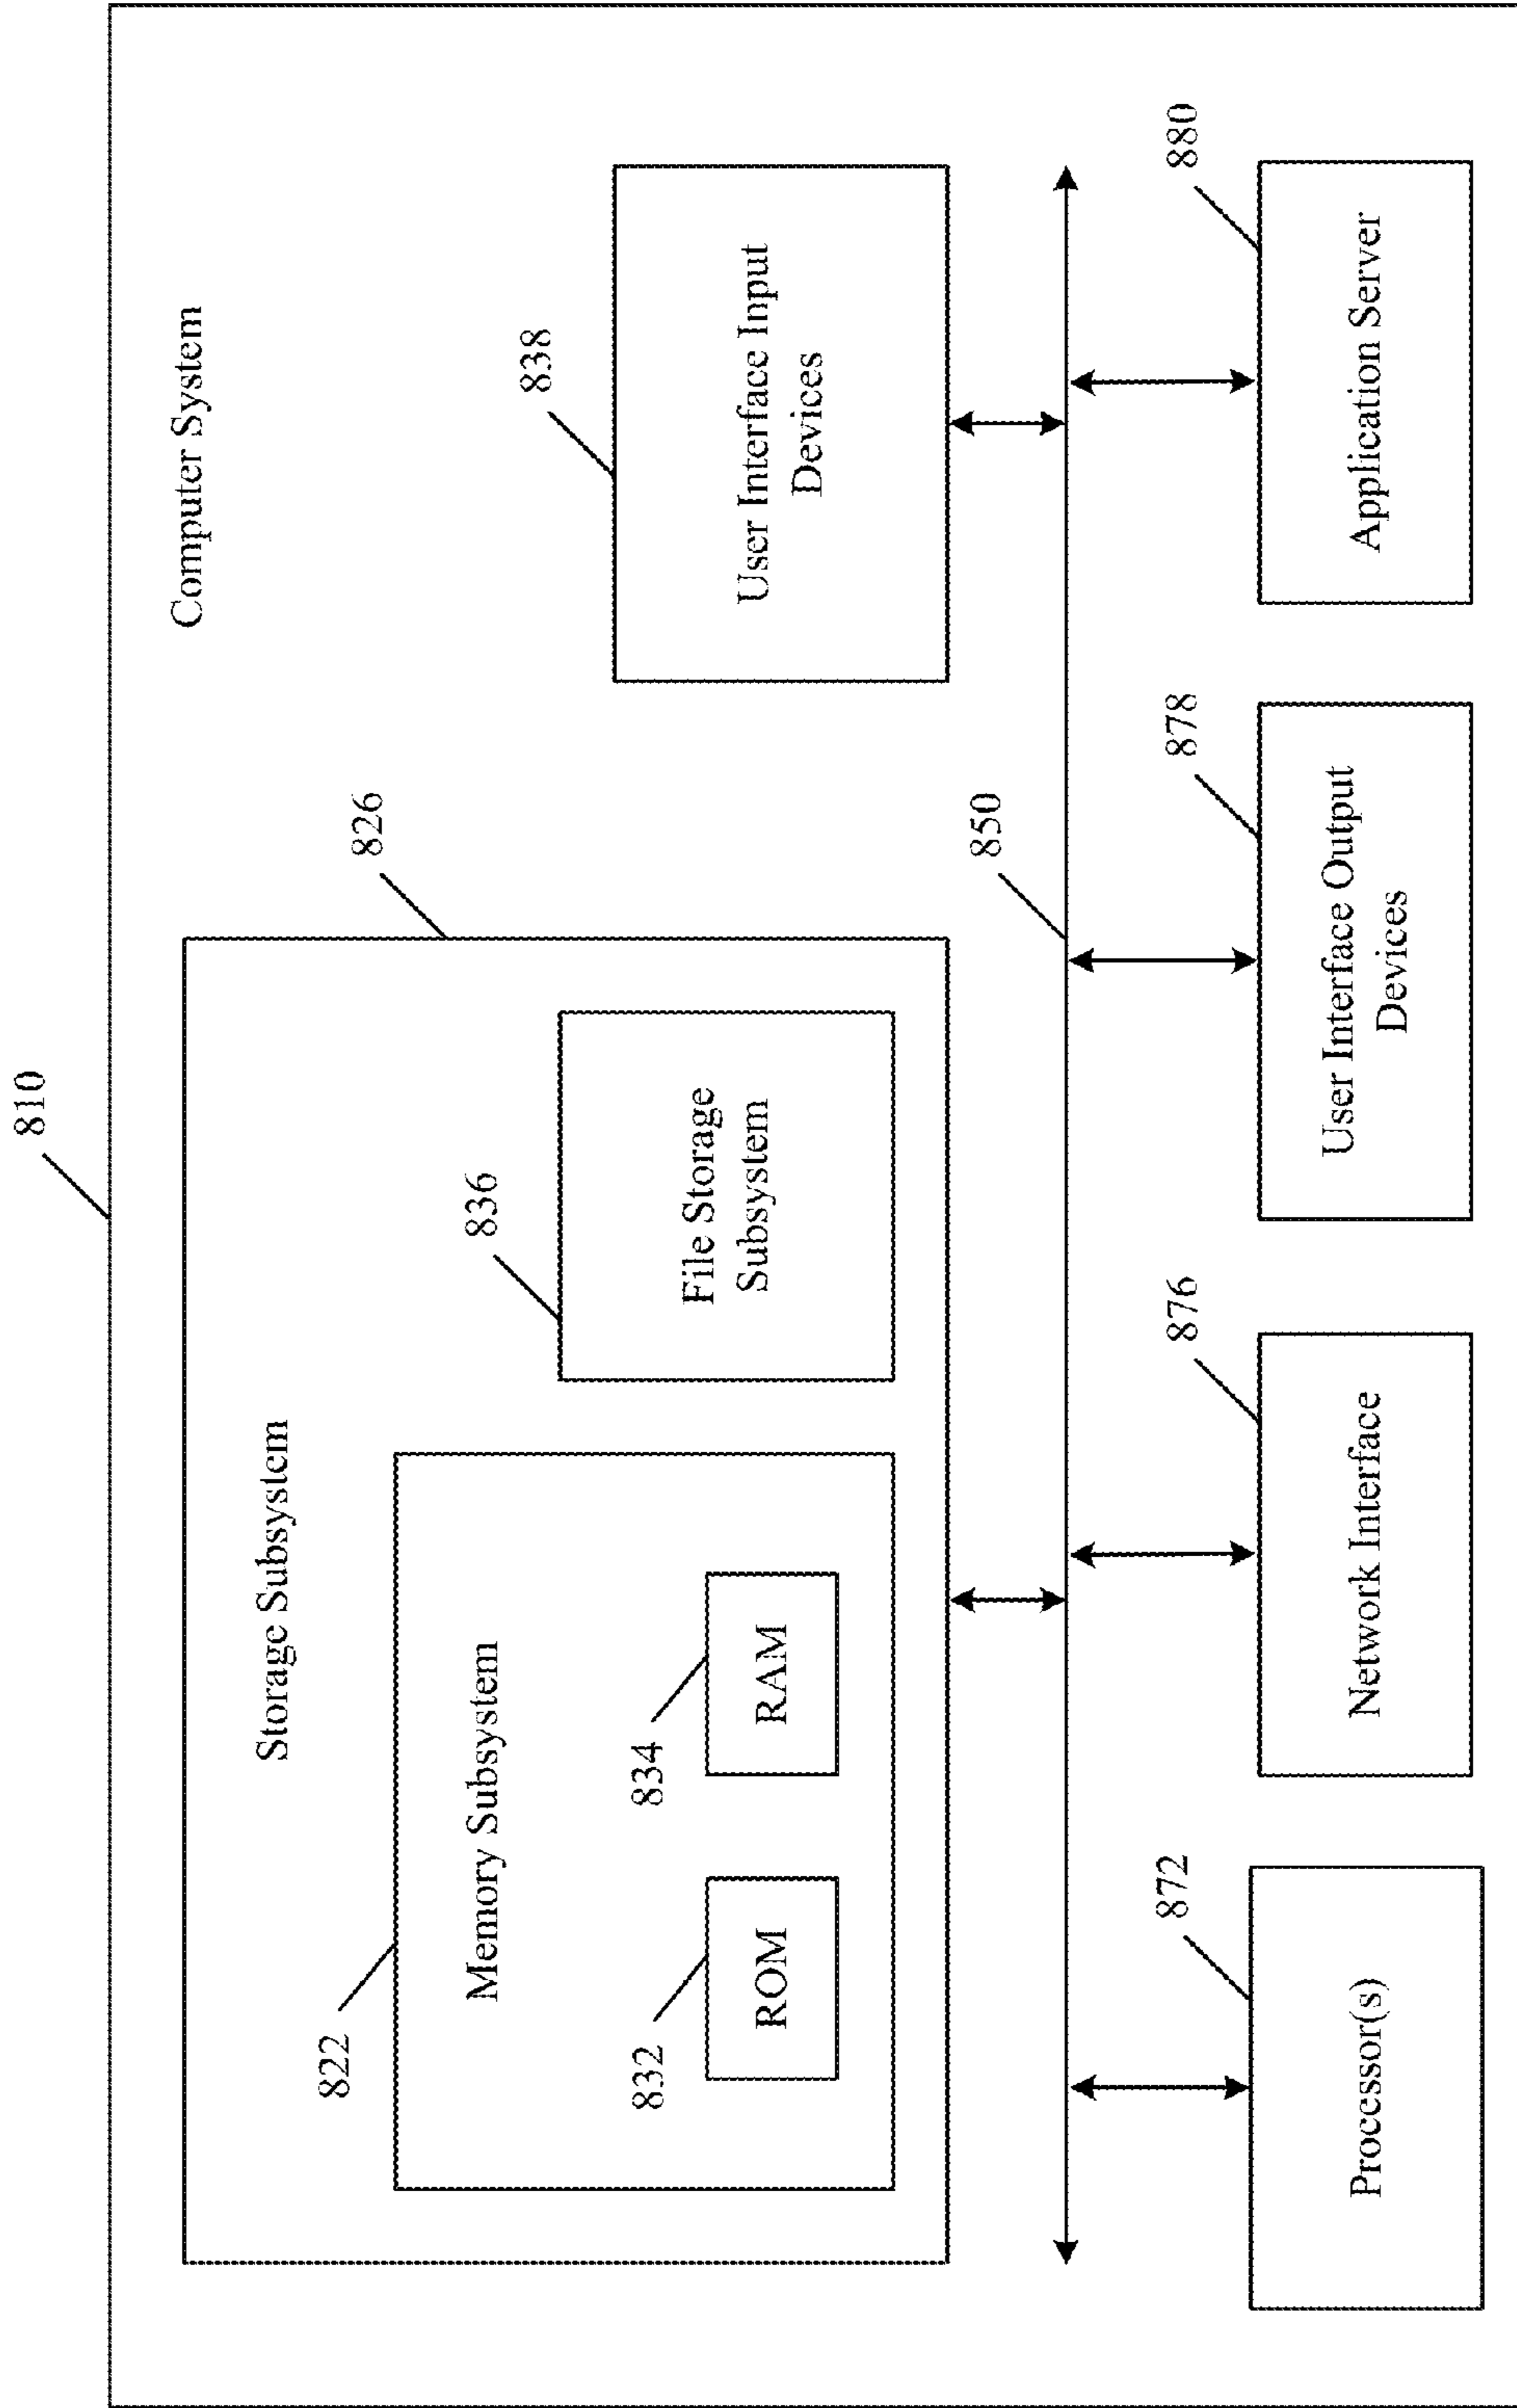 810
Computer System
Storage Subsystem
826
822
Memory Subsystem
836
File Storage
Subsystem
838
User Interface Input
Devices
832
ROM
834
RAM
850
872
Processor(s)
876
Network Interface
878
User Interface Output
Devices
880
Application Server